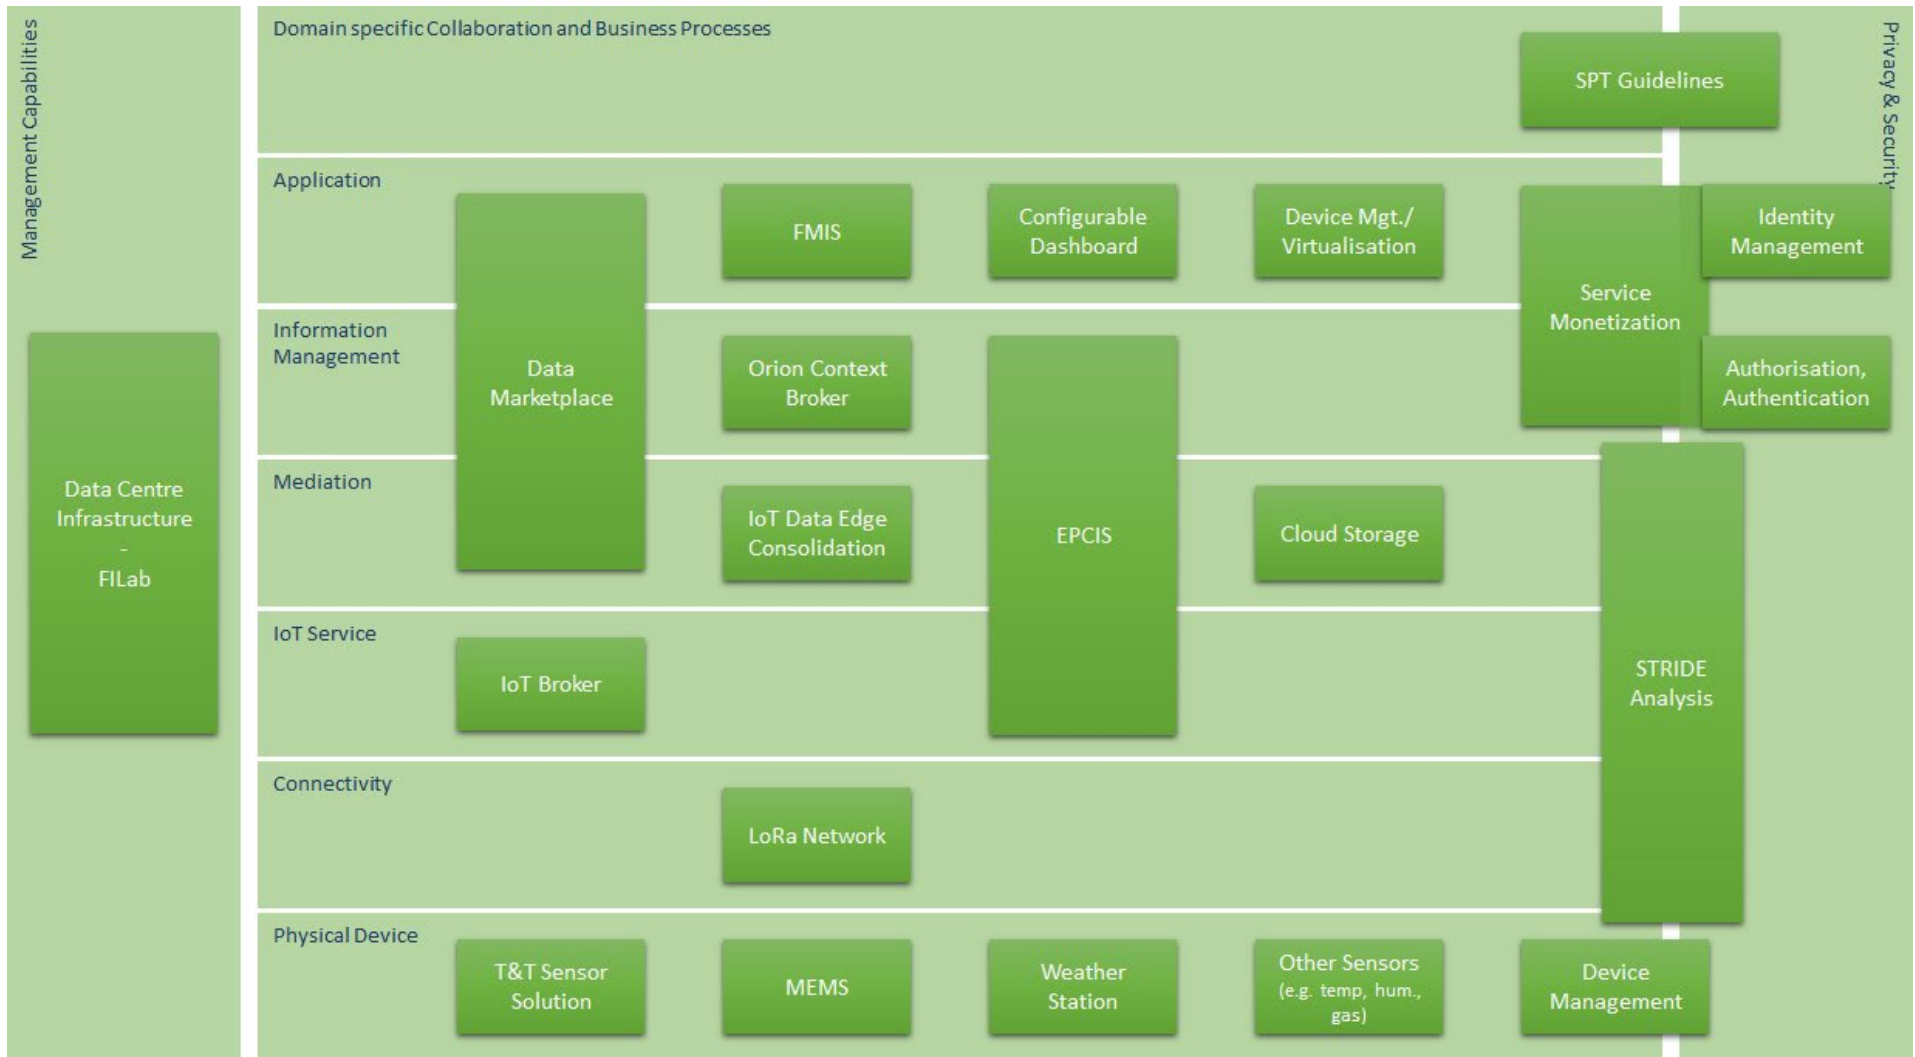 Management Capabilities
Data Centre
Infrastructure
-
FILab
Domain specific Collaboration and Business Processes
SPT Guidelines
Privacy & Security
Application
Data
Marketplace
FMIS
Configurable
Dashboard
Device Mgt./
Virtualisation
Service
Monetization
Identity
Management
Information
Management
Orion Context
Broker
EPCIS
Authorisation,
Authentication
Mediation
IoT Data Edge
Consolidation
Cloud Storage
STRIDE
Analysis
IoT Service
IoT Broker
Connectivity
LoRa Network
Physical Device
T&T Sensor
Solution
MEMS
Weather
Station
Other Sensors
(e.g. temp, hum.,
gas)
Device
Management